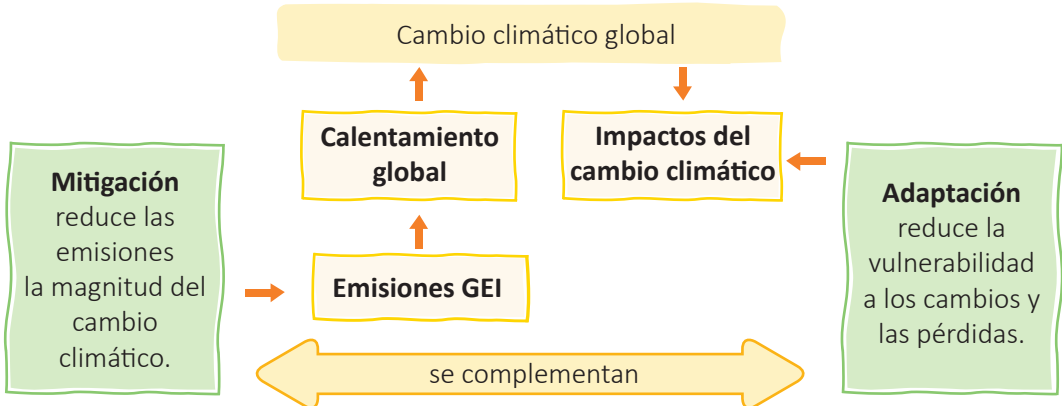 Cambio climático global
Calentamiento
global
Impactos del
cambio climático
Mitigación
reduce las
emisiones
la magnitud del
cambio
climático.
Adaptación
reduce la
vulnerabilidad
a los cambios y
las pérdidas.
Emisiones GEI
se complementan